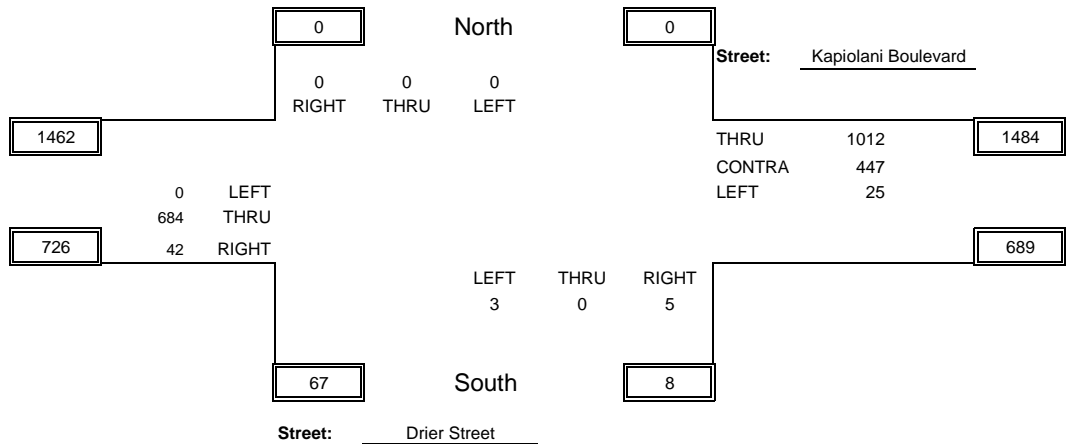 0 North 0
Street: Kapiolani Boulevard
0 0 0
RIGHT THRU LEFT
1462 THRU 1012 1484
CONTRA 447
0 LEFT LEFT 25
684 THRU
726 42 RIGHT 689
LEFT THRU RIGHT
3 0 5
67 South 8
Street: Drier Street